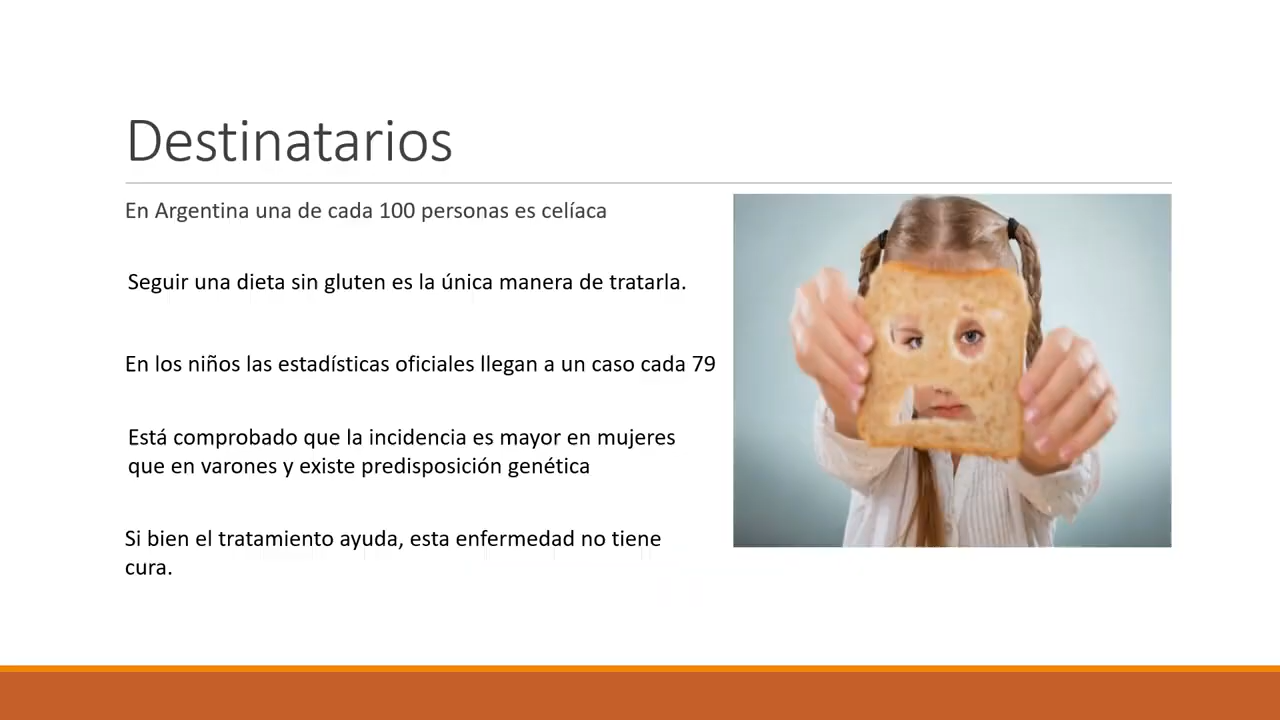 Destinatarios
En Argentina una de cada 100 personas es celíaca
Seguir una dieta sin gluten es la única manera de tratarla.
En los niños las estadísticas oficiales llegan a un caso cada 79
Está comprobado que la incidencia es mayor en mujeres
que en varones y existe predisposición genética
Si bien el tratamiento ayuda, esta enfermedad no tiene
cura.